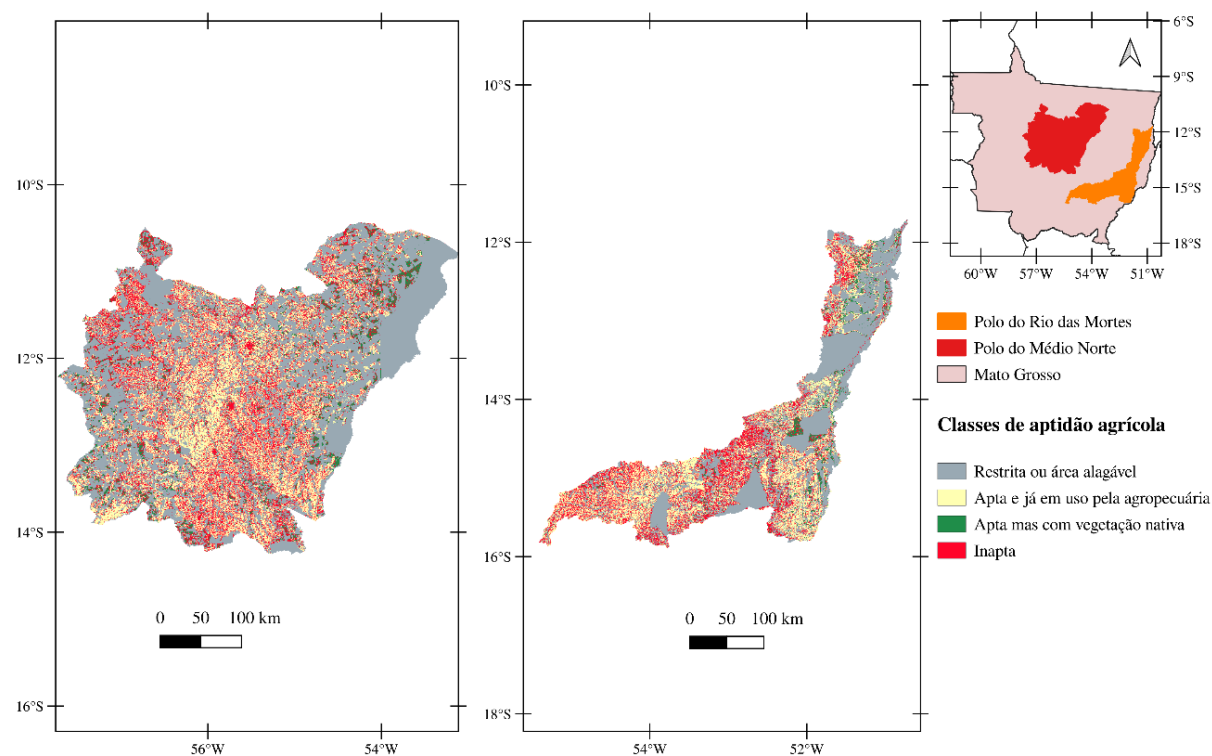 10°S
12°S
14°S
16°S
56°W
54°W
0 50 100 km
10°S
12°S
14°S
16°S
18°S
54°W
52°W
0 50 100 km
6°S
9°S
12°S
15°S
18°S
60°W
57°W
54°W
51°W
Polo do Rio das Mortes
Polo do Médio Norte
Mato Grosso
Classes de aptidão agrícola
Restrita ou área alagável
Apta e já em uso pela agropecuária
Apta mas com vegetação nativa
Inapta